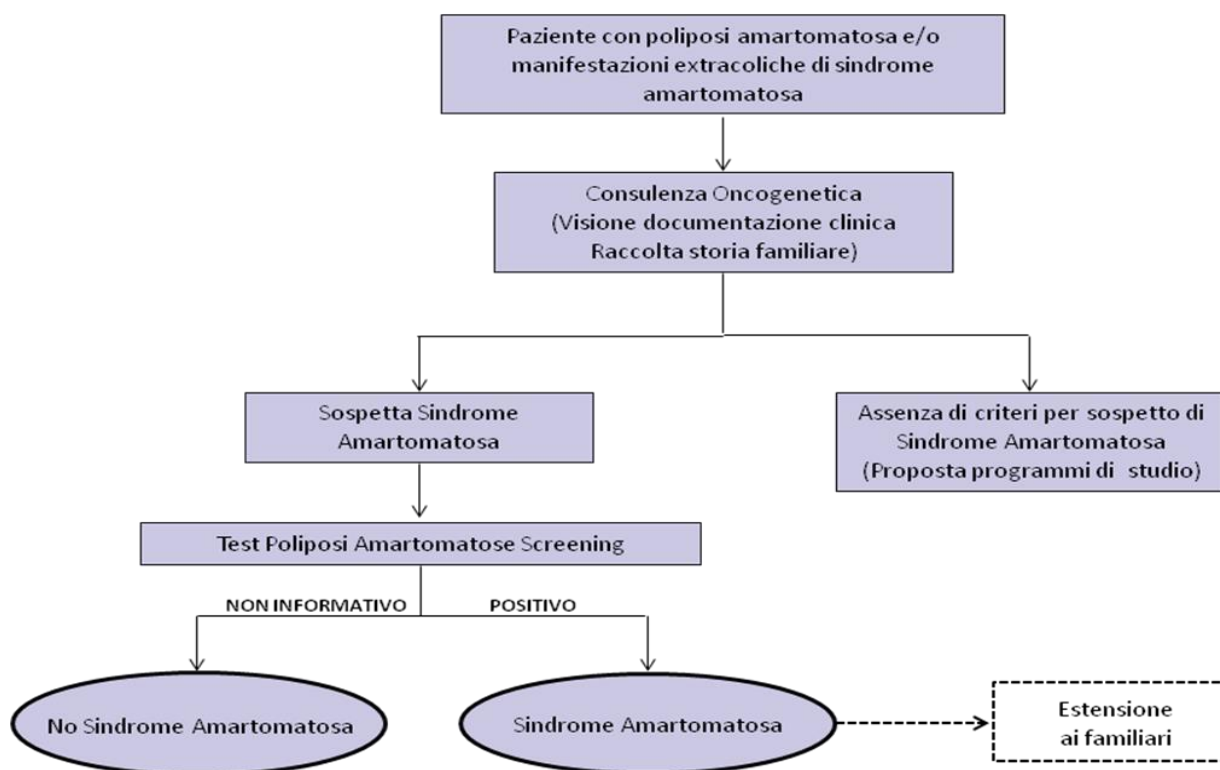 Paziente con poliposi amartomatosa e/o
manifestazioni extracoliche di sindrome
amartomatosa
Consulenza Oncogenetica
(Visione documentazione clinica
Raccolta storia familiare)
Sospetta Sindrome
Amartomatosa
Assenza di criteri per sospetto di
Sindrome Amartomatosa
(Proposta programmi di studio)
Test Poliposi Amartomatose Screening
NON INFORMATIVO
POSITIVO
No Sindrome Amartomatosa
Sindrome Amartomatosa
Estensione
ai familiari